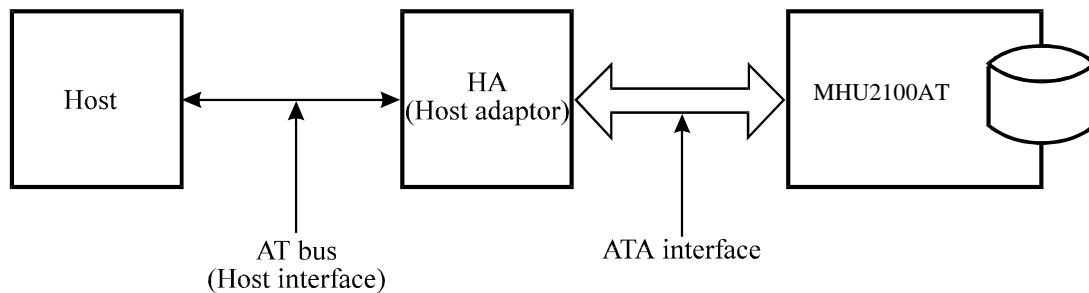 Host
HA
(Host adaptor)
MHU2100AT
AT bus
(Host interface)
ATA interface